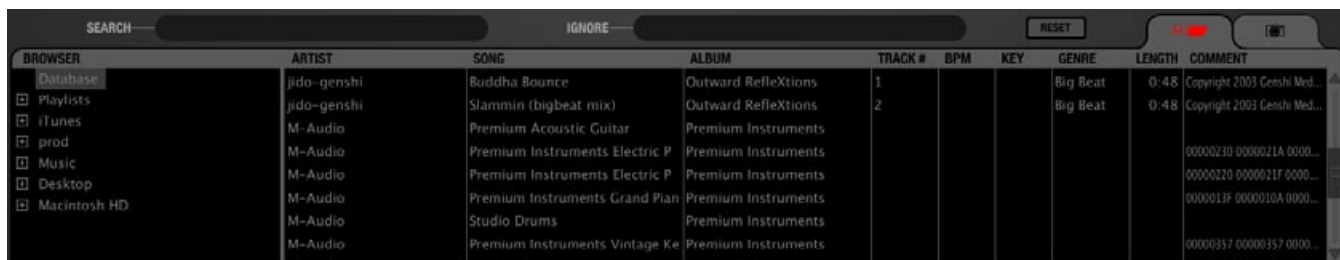 SEARCH IGNORE RESET
BROWSER ARTIST SONG ALBUM TRACK # BPM KEY GENRE LENGTH COMMENT
Database jido-genshi Buddha Bounce Outward RefleXtions 1 Big Beat 0:48 Copyright 2003 Genshi Med...
Playlists jido-genshi Slammin (bigbeat mix) Outward RefleXtions 2 Big Beat 0:48 Copyright 2003 Genshi Med...
iTunes M-Audio Premium Acoustic Guitar Premium Instruments
prod M-Audio Premium Instruments Electric P Premium Instruments 00000230 0000021A 0000...
Music M-Audio Premium Instruments Electric P Premium Instruments 00000220 0000021F 0000...
Desktop M-Audio Premium Instruments Grand Pian Premium Instruments 0000013F 0000010A 0000...
Macintosh HD M-Audio Studio Drums Premium Instruments
M-Audio Premium Instruments Vintage Ke Premium Instruments 00000357 00000357 0000...